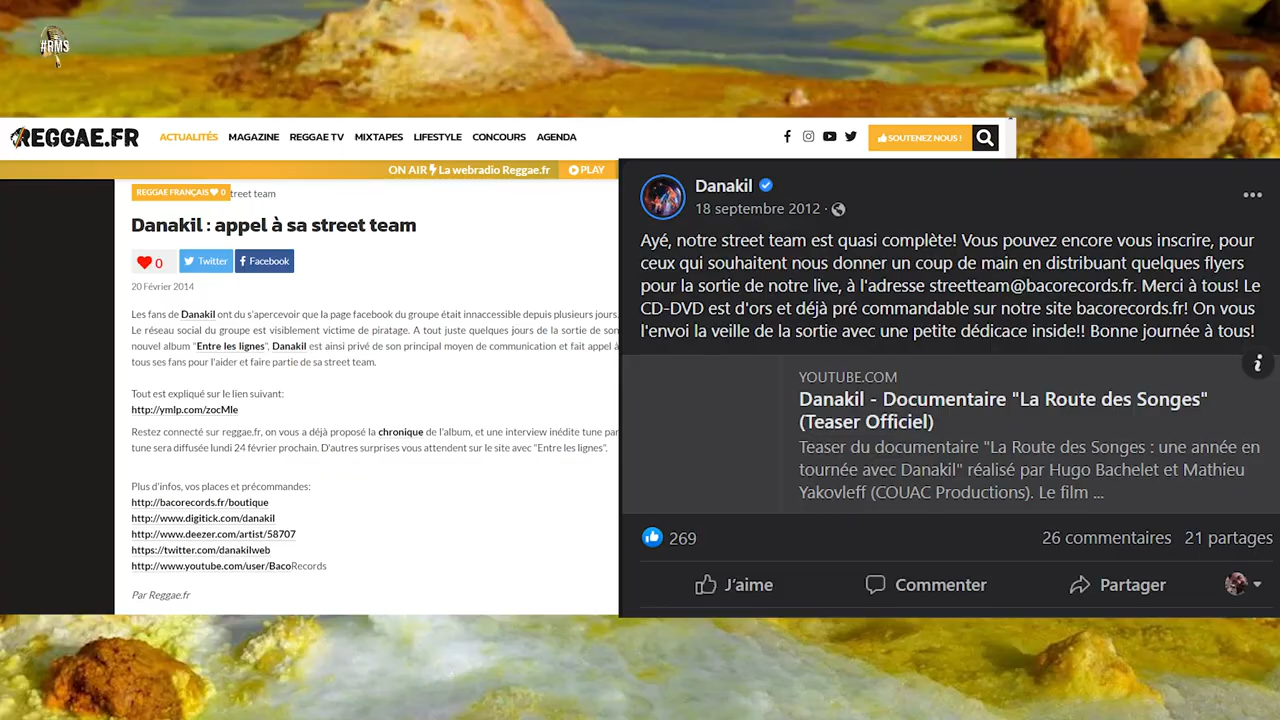 #RMS
REGGAE.FR
ACTUALITÉS MAGAZINE REGGAE TV MIXTAPES LIFESTYLE CONCOURS AGENDA
SOUTENEZ NOUS !
ON AIR La webradio Reggae.fr PLAY
REGGAE FRANÇAIS 0 treet team
Danakil : appel à sa street team
0 Twitter Facebook
20 Février 2014
Les fans de Danakil ont du s'apercevoir que la page facebook du groupe était innaccessible depuis plusieurs jours.
Le réseau social du groupe est visiblement victime de piratage. A tout juste quelques jours de la sortie de son
nouvel album "Entre les lignes", Danakil est ainsi privé de son principal moyen de communication et fait appel à
tous ses fans pour l'aider et faire partie de sa street team.
Tout est expliqué sur le lien suivant:
http://ymlp.com/zocMle
Restez connecté sur reggae.fr, on vous a déjà proposé la chronique de l'album, et une interview inédite tune par
tune sera diffusée lundi 24 février prochain. D'autres surprises vous attendent sur le site avec "Entre les lignes".
Plus d'infos, vos places et précommandes:
http://bacorecords.fr/boutique
http://www.digitick.com/danakil
http://www.deezer.com/artist/58707
https://twitter.com/danakilweb
http://www.youtube.com/user/BacoRecords
Par Reggae.fr
Danakil
18 septembre 2012 ·
Ayé, notre street team est quasi complète! Vous pouvez encore vous inscrire, pour
ceux qui souhaitent nous donner un coup de main en distribuant quelques flyers
pour la sortie de notre live, à l'adresse streetteam@bacorecords.fr. Merci à tous! Le
CD-DVD est d'ors et déjà pré commandable sur notre site bacorecords.fr! On vous
l'envoi la veille de la sortie avec une petite dédicace inside!! Bonne journée à tous!
YOUTUBE.COM
Danakil - Documentaire "La Route des Songes"
(Teaser Officiel)
Teaser du documentaire "La Route des Songes : une année en
tournée avec Danakil" réalisé par Hugo Bachelet et Mathieu
Yakovleff (COUAC Productions). Le film ...
269 26 commentaires 21 partages
J'aime Commenter Partager